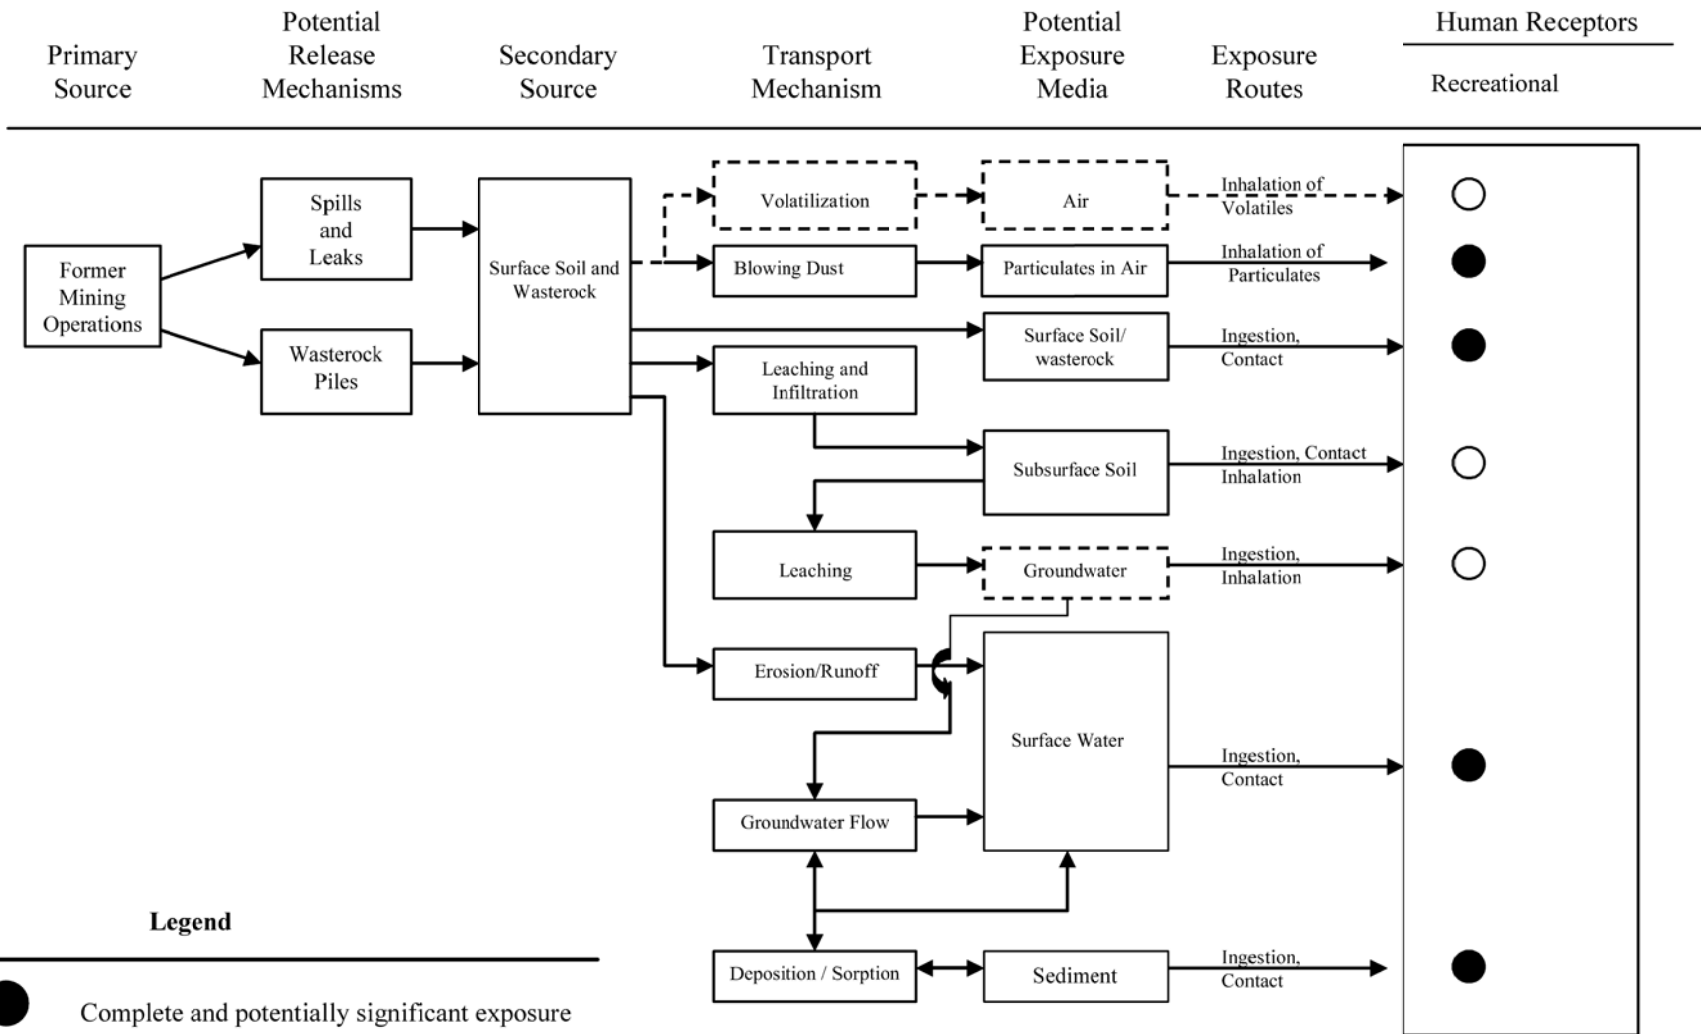 Primary
Source
Potential
Release
Mechanisms
Secondary
Source
Transport
Mechanism
Potential
Exposure
Media
Exposure
Routes
Human Receptors
Recreational
Former
Mining
Operations
Spills
and
Leaks
Wasterock
Piles
Surface Soil and
Wasterock
Volatilization
Air
Inhalation of
Volatiles
Blowing Dust
Particulates in Air
Inhalation of
Particulates
Surface Soil/
wasterock
Ingestion,
Contact
Leaching and
Infiltration
Subsurface Soil
Ingestion, Contact
Inhalation
Leaching
Groundwater
Ingestion,
Inhalation
Erosion/Runoff
Surface Water
Ingestion,
Contact
Groundwater Flow
Deposition / Sorption
Sediment
Ingestion,
Contact
Legend
Complete and potentially significant exposure